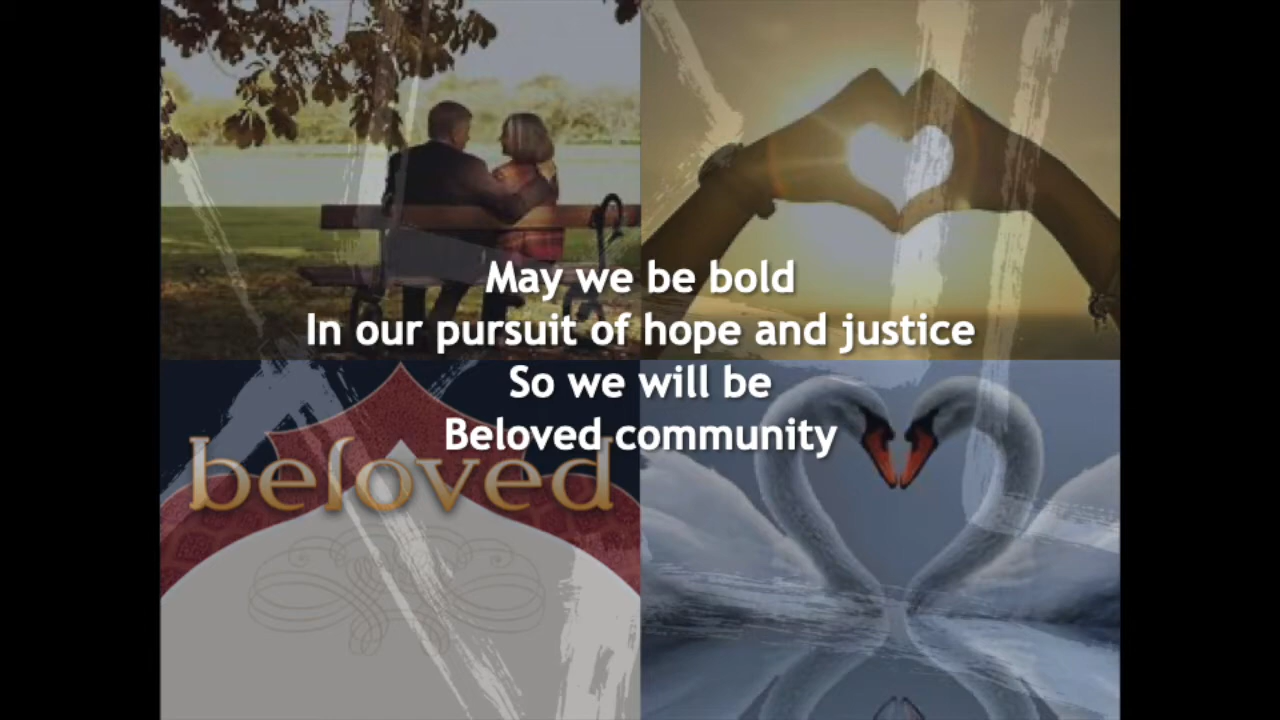 May we be bold
In our pursuit of hope and justice
So we will be
Beloved community
beloved